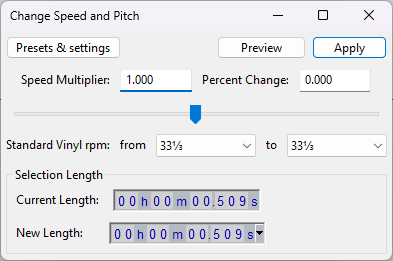 Change Speed and Pitch
Presets & settings Preview Apply
Speed Multiplier: 1.000 Percent Change: 0.000
Standard Vinyl rpm: from 33⅓ to 33⅓
Selection Length
Current Length: 00h00m00.509s
New Length: 00h00m00.509s